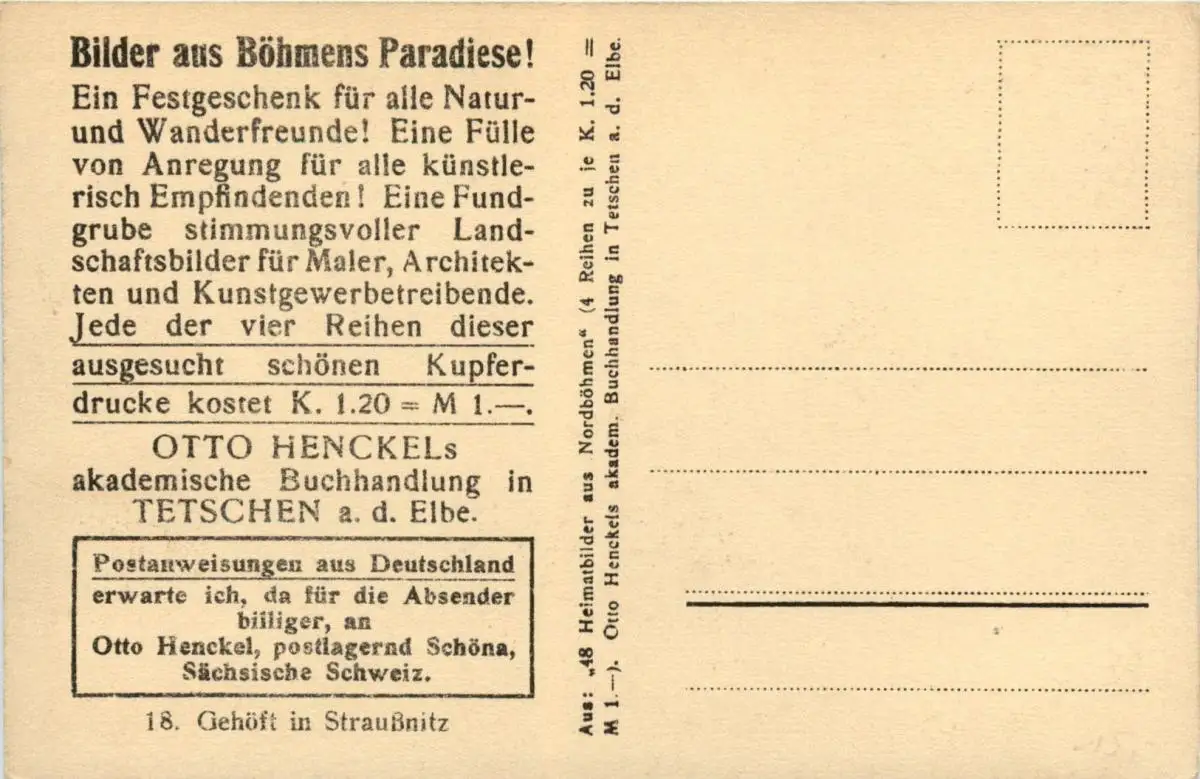 Bilder aus Böhmens Paradiese!
Ein Festgeschenk für alle Natur-
und Wanderfreunde! Eine Fülle
von Anregung für alle künstle-
risch Empfindenden! Eine Fund-
grube stimmungsvoller Land-
schaftsbilder für Maler, Architek-
ten und Kunstgewerbetreibende.
Jede der vier Reihen dieser
ausgesucht schönen Kupfer-
drucke kostet K. 1.20 = M 1.—.
OTTO HENCKELs
akademische Buchhandlung in
TETSCHEN a. d. Elbe.
Postanweisungen aus Deutschland
erwarte ich, da für die Absender
billiger, an
Otto Henckel, postlagernd Schöna,
Sächsische Schweiz.
18. Gehöft in Straußnitz
Aus: „48 Heimatbilder aus Nordböhmen“ (4 Reihen zu je K. 1.20 =
M 1.—). Otto Henckels akadem. Buchhandlung in Tetschen a. d. Elbe.